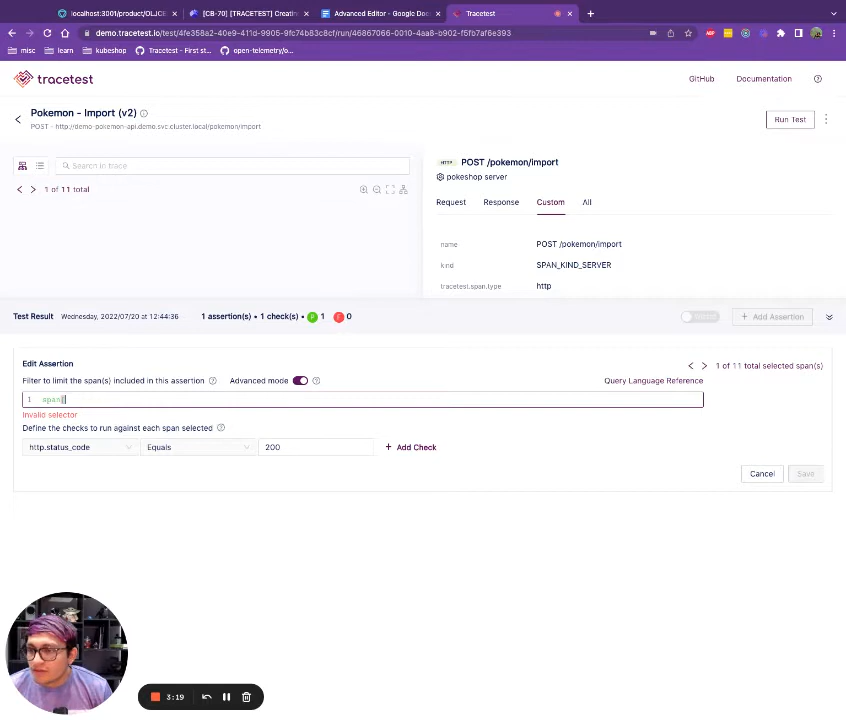 localhost:3001/product/OLJCE
[CB-70] [TRACETEST] Creativ
Advanced Editor - Google Doc
Tracetest
demo.tracetest.io/test/4fe358a2-40e9-411d-9905-9fc74b83c8cf/run/46867066-0010-4aa8-b902-f5fb7af6e393
misc
learn
kubeshop
Tracetest - First st...
open-telemetry/o...
tracetest
GitHub
Documentation
Pokemon - Import (v2)
POST - http://demo-pokemon-api.demo.svc.cluster.local/pokemon/import
Run Test
Search in trace
1 of 11 total
HTTP POST /pokemon/import
pokeshop server
Request Response Custom All
name POST /pokemon/import
kind SPAN_KIND_SERVER
tracetest.span.type http
Test Result Wednesday, 2022/07/20 at 12:44:36 1 assertion(s) • 1 check(s) • P 1 F 0
+ Add Assertion
Edit Assertion
1 of 11 total selected span(s)
Filter to limit the span(s) included in this assertion Advanced mode Query Language Reference
1 span[
Invalid selector
Define the checks to run against each span selected
http.status_code Equals 200 + Add Check
Cancel Save
3:19